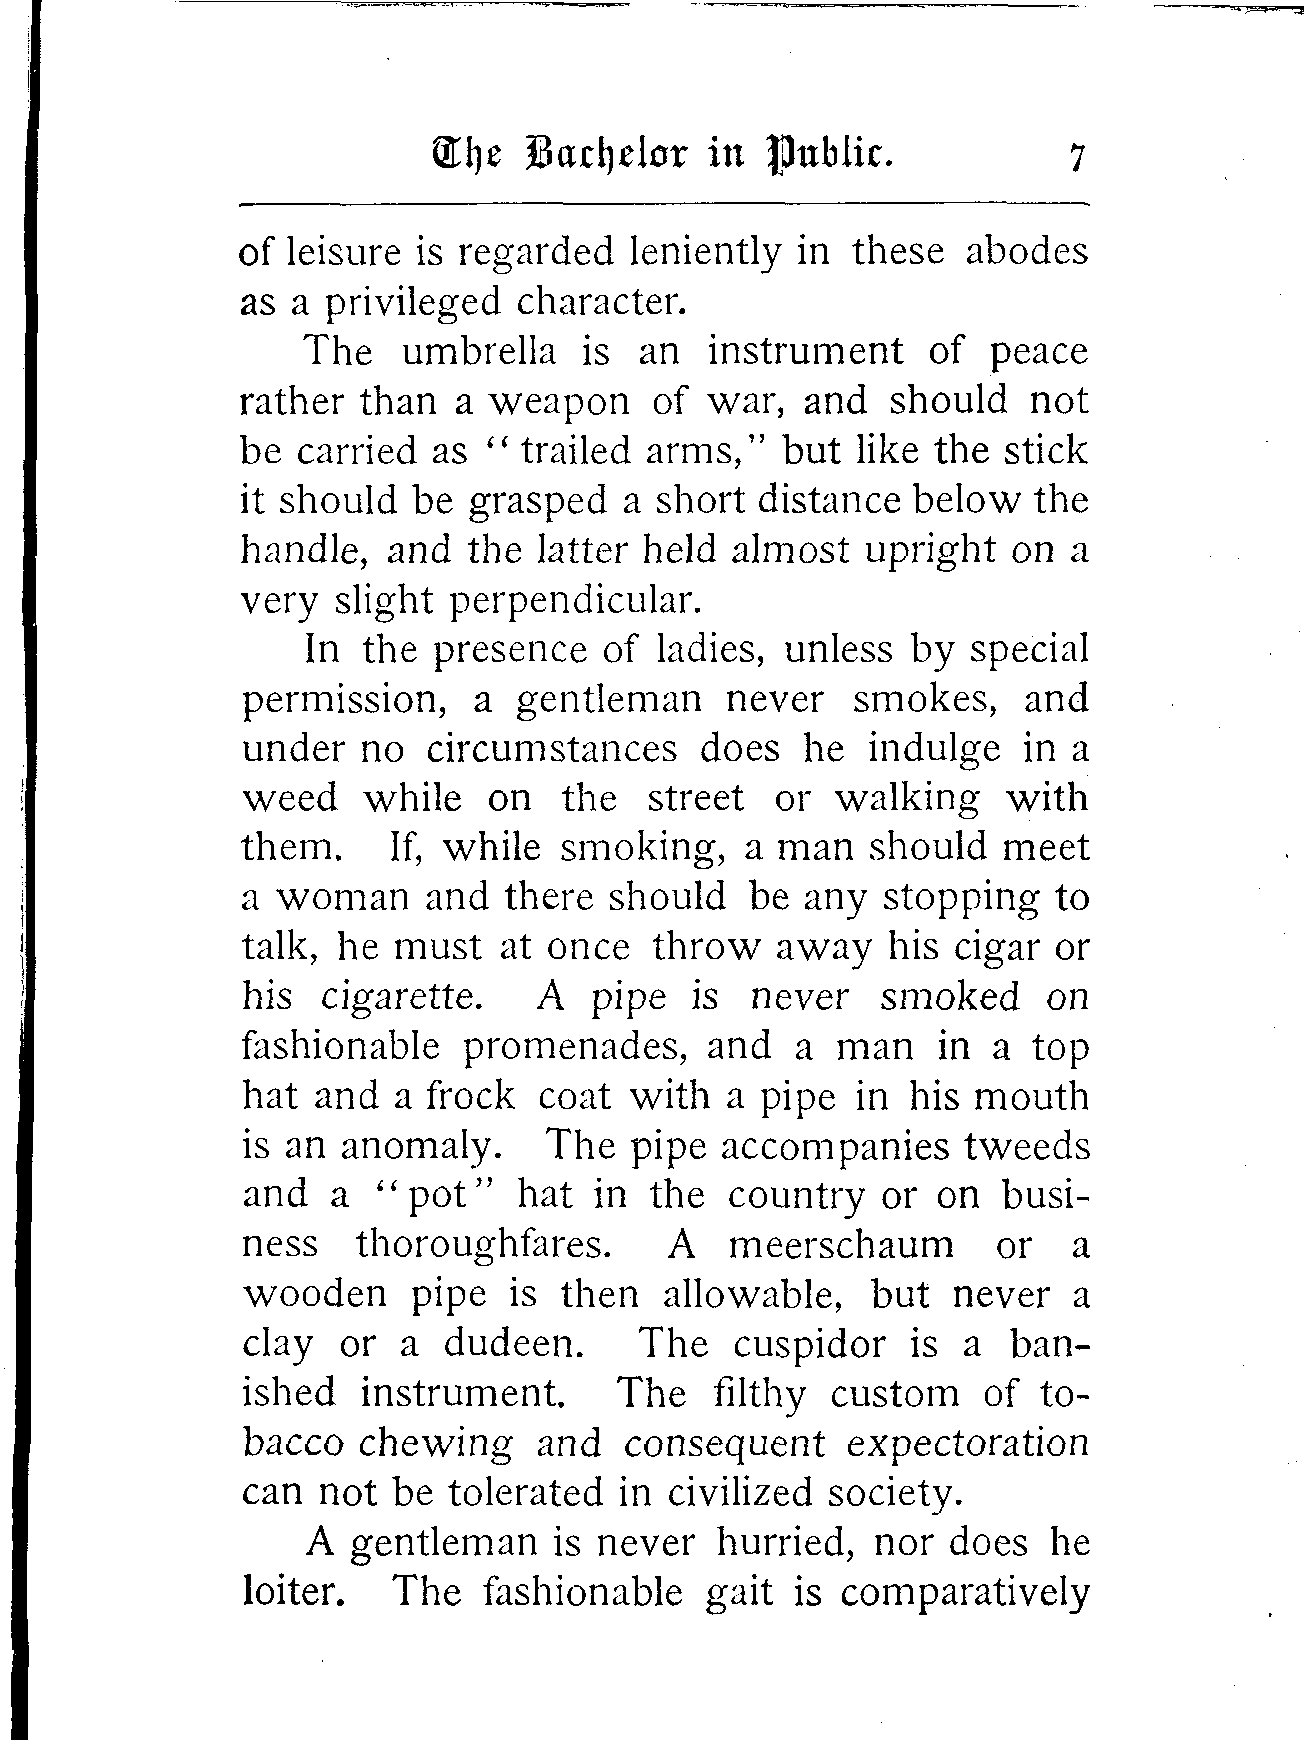 The Bachelor in Public. 7
of leisure is regarded leniently in these abodes
as a privileged character.
The umbrella is an instrument of peace
rather than a weapon of war, and should not
be carried as “trailed arms,” but like the stick
it should be grasped a short distance below the
handle, and the latter held almost upright on a
very slight perpendicular.
In the presence of ladies, unless by special
permission, a gentleman never smokes, and
under no circumstances does he indulge in a
weed while on the street or walking with
them. If, while smoking, a man should meet
a woman and there should be any stopping to
talk, he must at once throw away his cigar or
his cigarette. A pipe is never smoked on
fashionable promenades, and a man in a top
hat and a frock coat with a pipe in his mouth
is an anomaly. The pipe accompanies tweeds
and a “pot” hat in the country or on busi-
ness thoroughfares. A meerschaum or a
wooden pipe is then allowable, but never a
clay or a dudeen. The cuspidor is a ban-
ished instrument. The filthy custom of to-
bacco chewing and consequent expectoration
can not be tolerated in civilized society.
A gentleman is never hurried, nor does he
loiter. The fashionable gait is comparatively